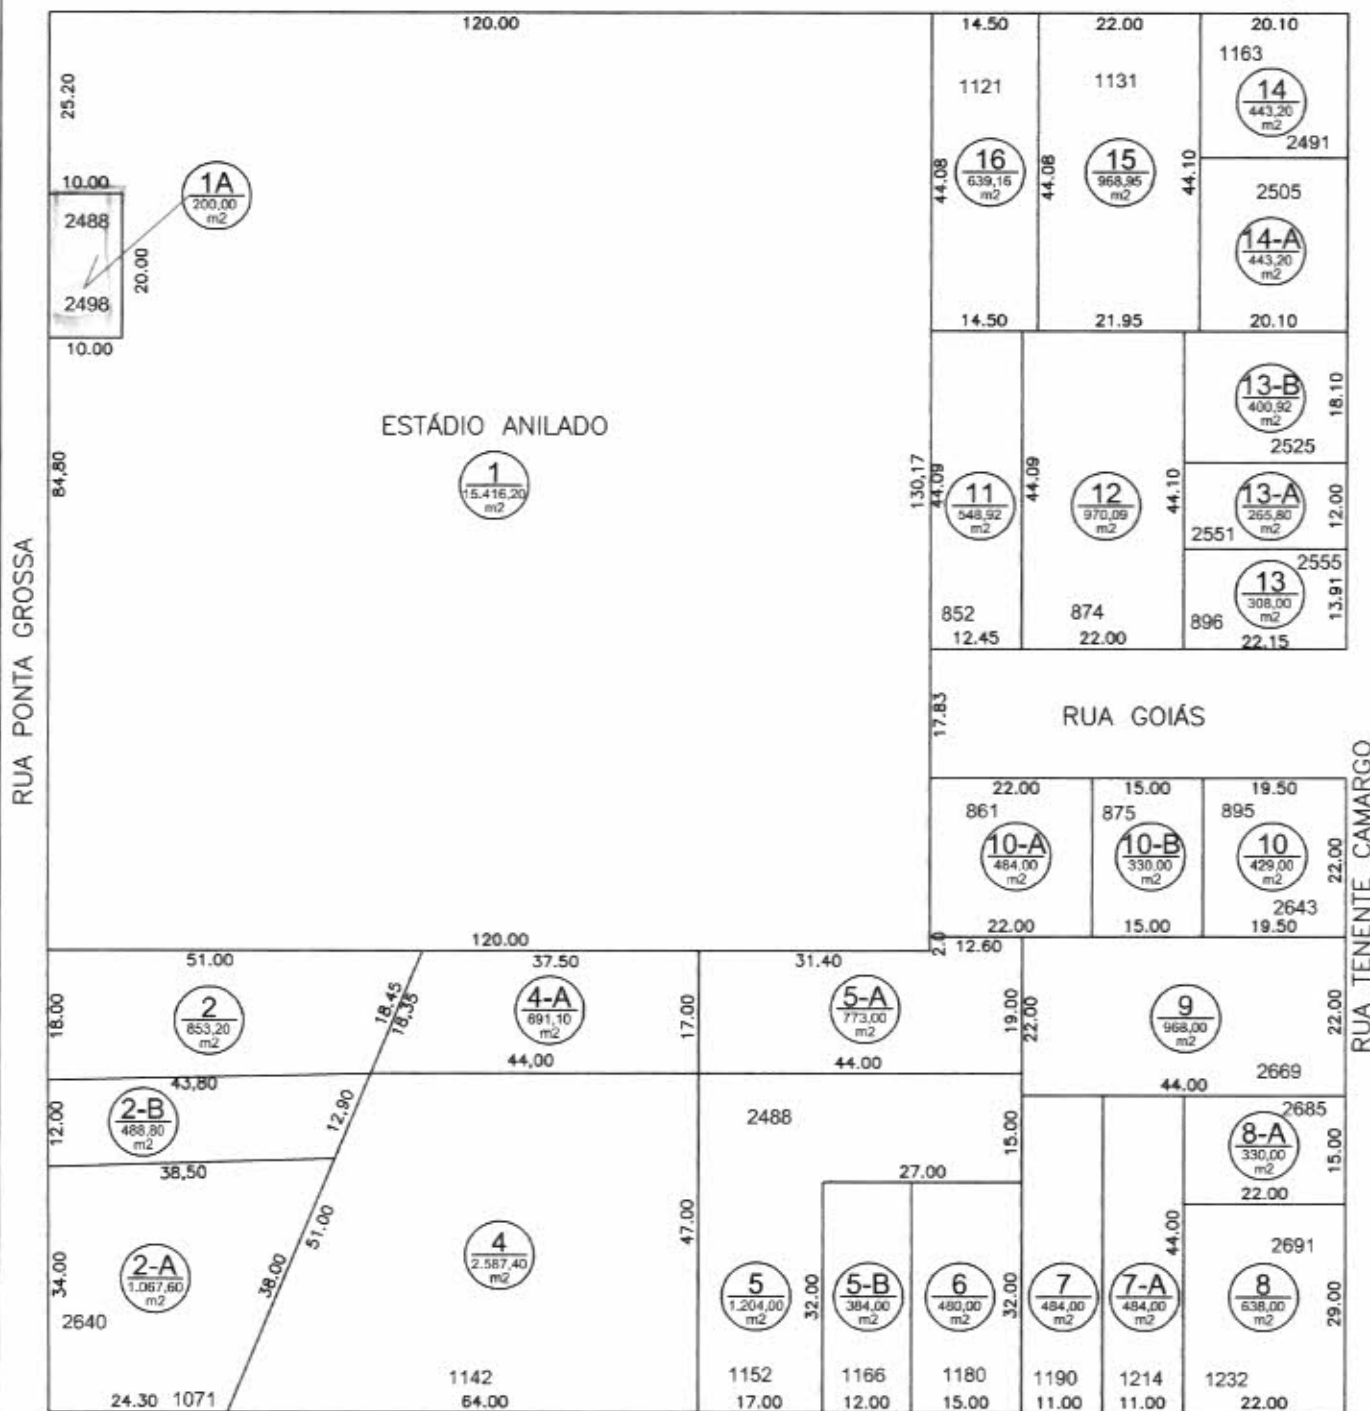 120.00
14.50 22.00 20.10
1163
1121 1131
14
443,20
m2
2491
25.20
44.08
16
639,16
m2
44.08
15
968,95
m2
44.10
2505
14-A
443,20
m2
14.50 21.95 20.10
10.00
1A
200,00
m2
2488
20.00
2498
10.00
ESTÁDIO ANILADO
1
15.416,20
m2
84,80
130,17
44.09
11
548,92
m2
44.09
12
970,09
m2
44.10
13-B
400,92
m2
18.10
2525
13-A
265,80
m2
12.00
2551
2555
13
308,00
m2
13.91
852 874 896
12.45 22.00 22.15
RUA PONTA GROSSA
17.83
RUA GOIÁS
RUA TENENTE CAMARGO
22.00 15.00 19.50
861 875 895
10-A
484,00
m2
10-B
330,00
m2
10
429,00
m2
22.00
2643
22.00 15.00 19.50
120.00
2.0
12.60
51.00 37.50 31.40
18.00
2
853,20
m2
18.45
18,35
4-A
691,10
m2
17.00
5-A
773,00
m2
19.00
22.00
9
968,00
m2
22.00
43,80 44,00 44.00
2669
44.00
12.00
2-B
488,80
m2
12,90
38,50
2488
15.00
27.00
2685
8-A
330,00
m2
15.00
22.00
34.00
2-A
1.067,60
m2
38.00
51.00
4
2.587,40
m2
47.00
5
1.204,00
m2
32.00
5-B
384,00
m2
6
480,00
m2
32.00
7
484,00
m2
7-A
484,00
m2
44.00
2691
8
638,00
m2
29.00
2640
24.30 1071
1142
64.00
1152 1166 1180 1190 1214 1232
17.00 12.00 15.00 11.00 11.00 22.00